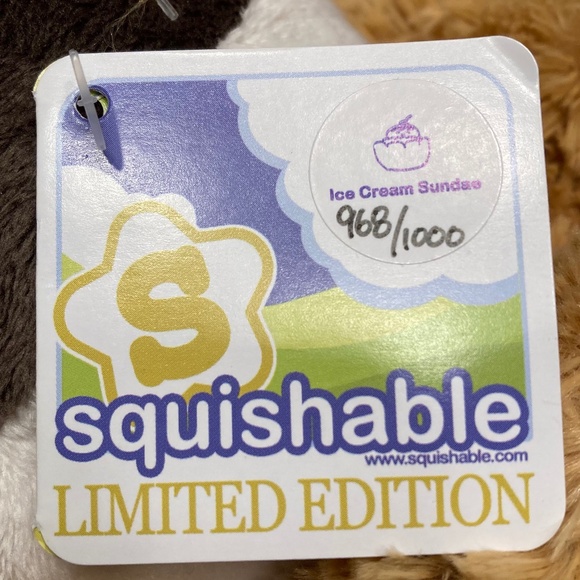 Ice Cream Sundae
968/1000
S
squishable
www.squishable.com
LIMITED EDITION